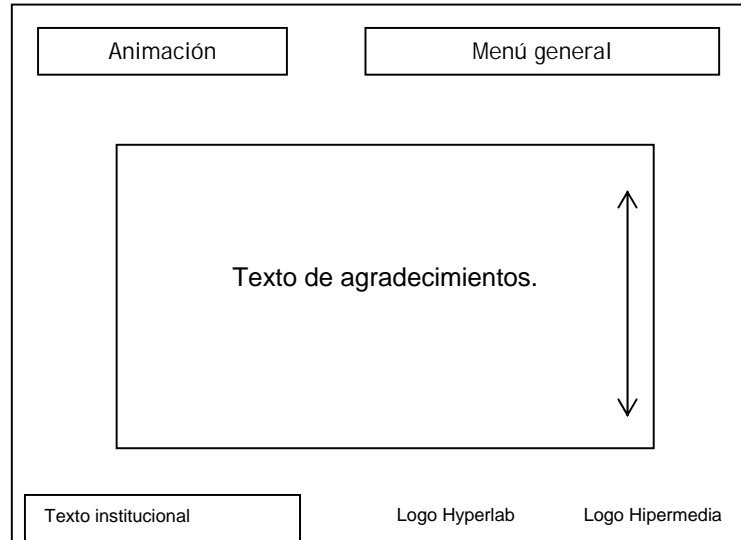 Animación
Menú general
Texto de agradecimientos.
Texto institucional
Logo Hyperlab
Logo Hipermedia